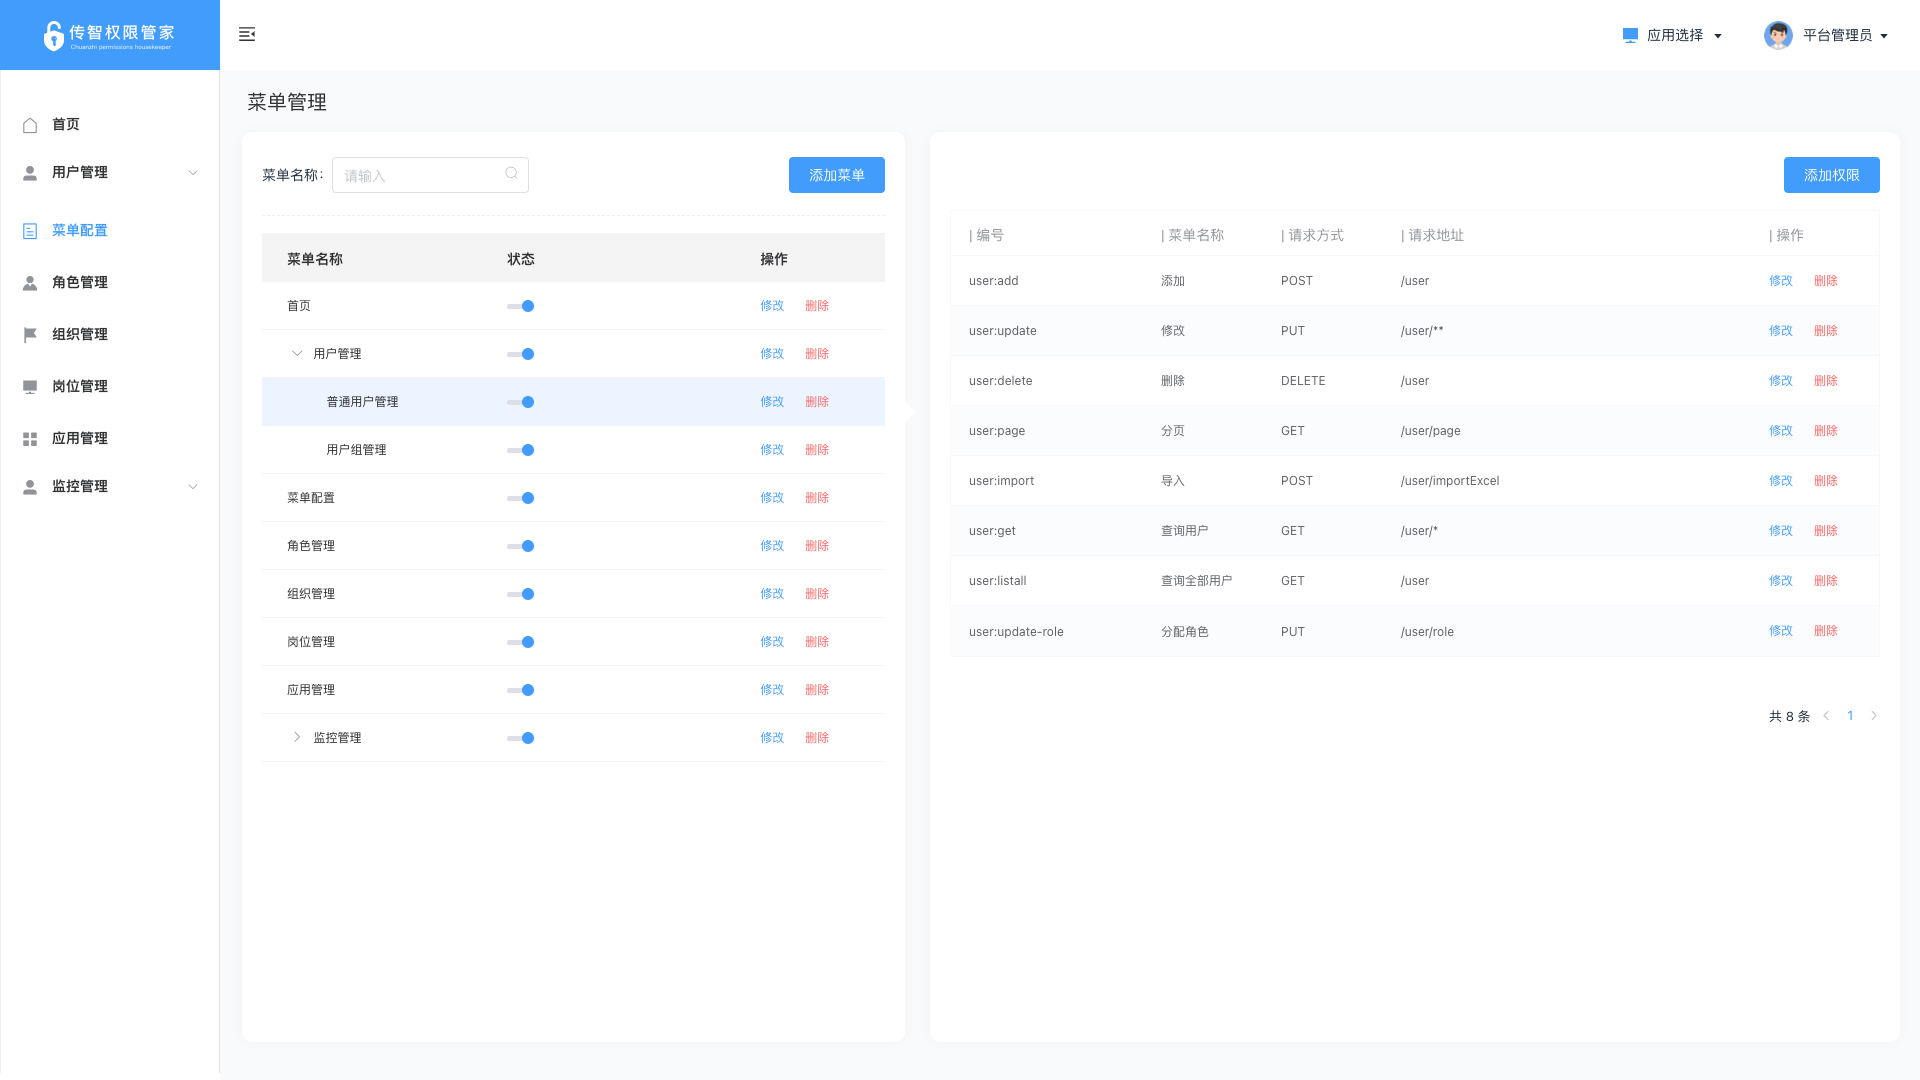 传智权限管家
Chuanzhi permissions housekeeper
应用选择
平台管理员
首页
用户管理
菜单配置
角色管理
组织管理
岗位管理
应用管理
监控管理
菜单管理
菜单名称: 请输入 添加菜单
菜单名称 状态 操作
首页 修改 删除
用户管理 修改 删除
普通用户管理 修改 删除
用户组管理 修改 删除
菜单配置 修改 删除
角色管理 修改 删除
组织管理 修改 删除
岗位管理 修改 删除
应用管理 修改 删除
监控管理 修改 删除
添加权限
| 编号 | 菜单名称 | 请求方式 | 请求地址 | 操作
user:add 添加 POST /user 修改 删除
user:update 修改 PUT /user/** 修改 删除
user:delete 删除 DELETE /user 修改 删除
user:page 分页 GET /user/page 修改 删除
user:import 导入 POST /user/importExcel 修改 删除
user:get 查询用户 GET /user/* 修改 删除
user:listall 查询全部用户 GET /user 修改 删除
user:update-role 分配角色 PUT /user/role 修改 删除
共 8 条 1